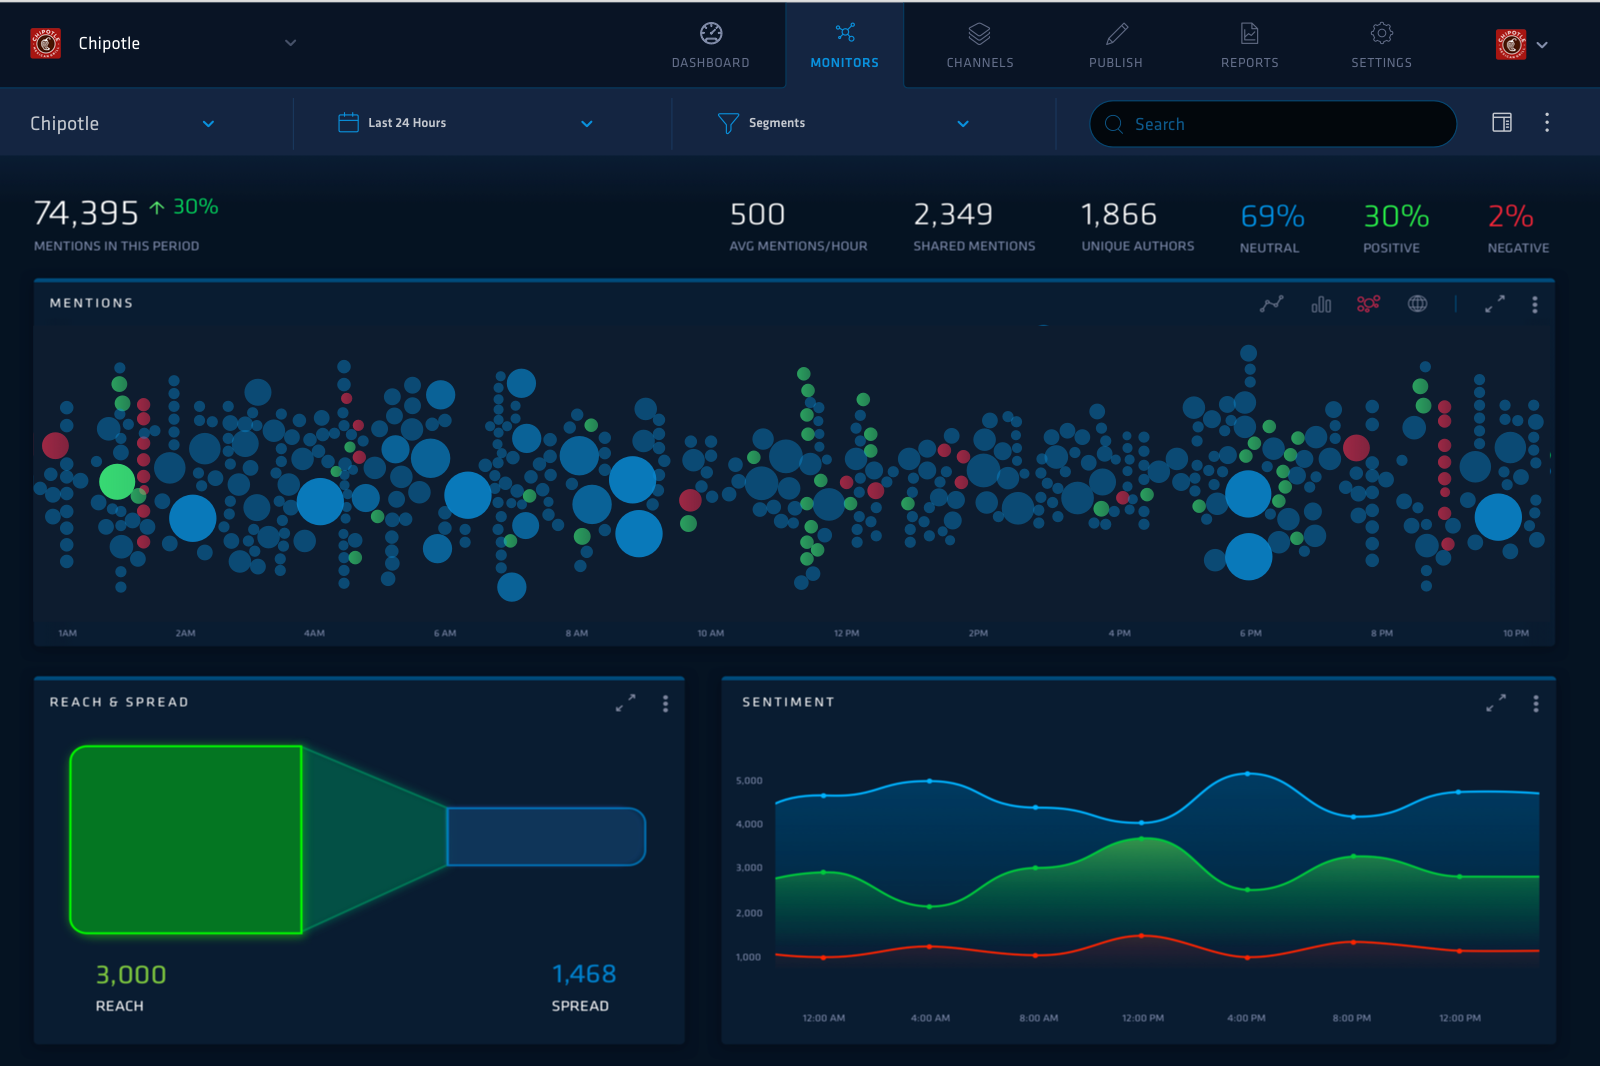 Chipotle
DASHBOARD
MONITORS
CHANNELS
PUBLISH
REPORTS
SETTINGS
Chipotle
Last 24 Hours
Segments
Search
74,395 30%
MENTIONS IN THIS PERIOD
500
AVG MENTIONS/HOUR
2,349
SHARED MENTIONS
1,866
UNIQUE AUTHORS
69%
NEUTRAL
30%
POSITIVE
2%
NEGATIVE
MENTIONS
1AM 2AM 4AM 6 AM 8 AM 10 AM 12 PM 2PM 4 PM 6 PM 8 PM 10 PM
REACH & SPREAD
3,000
REACH
1,468
SPREAD
SENTIMENT
5,000
4,000
3,000
2,000
1,000
12:00 AM 4:00 AM 8:00 AM 12:00 PM 4:00 PM 8:00 PM 12:00 PM